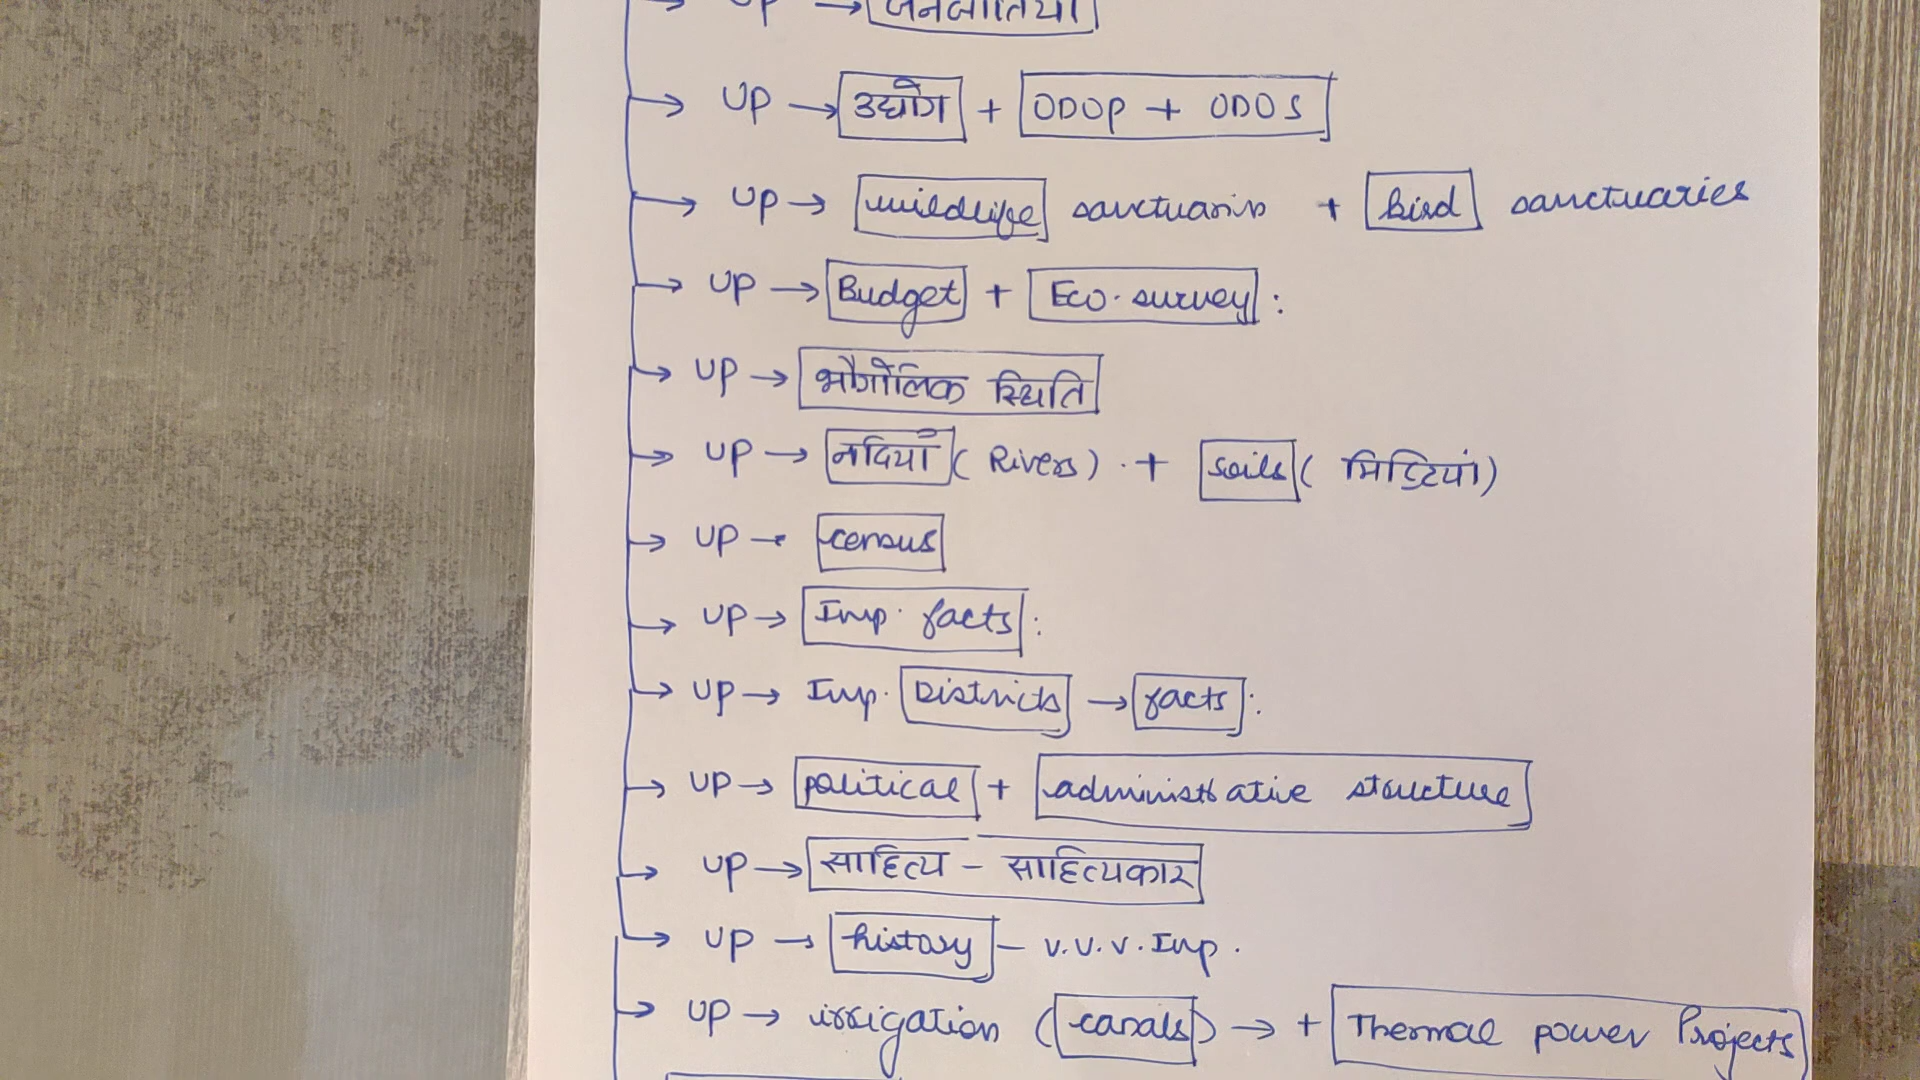 → UP → जनजातियाँ
→ UP → उद्योग + ODOP + ODOS
→ UP → wildlife sanctuaries + bird sanctuaries
→ UP → Budget + Eco. survey :
→ UP → भौगोलिक स्थिति
→ UP → नदियाँ ( Rivers ) . + soils ( मिट्टियां )
→ UP → census
→ UP → Imp. facts :
→ UP → Imp. Districts → facts :
→ UP → political + administrative structure
→ UP → साहित्य - साहित्यकार
→ UP → history - v.v.v. Imp .
→ UP → irrigation ( canals ) → + Thermal power Projects